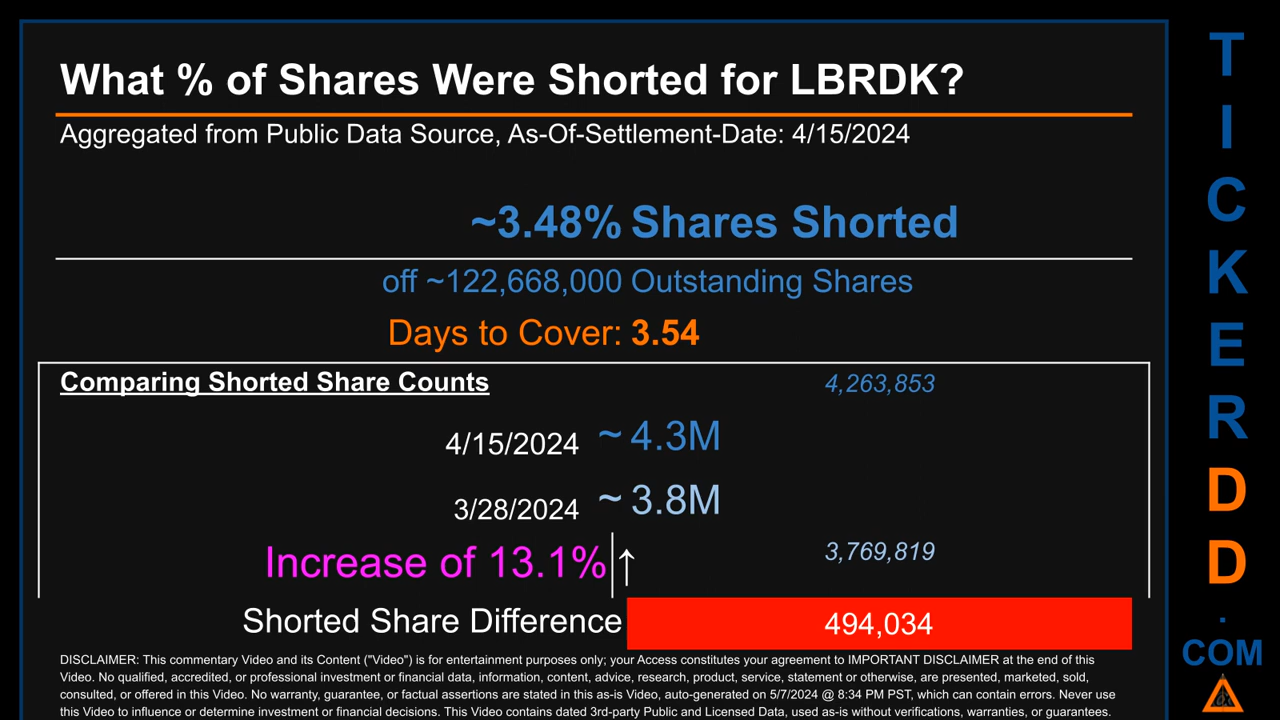 What % of Shares Were Shorted for LBRDK?
Aggregated from Public Data Source, As-Of-Settlement-Date: 4/15/2024
~3.48% Shares Shorted
off ~122,668,000 Outstanding Shares
Days to Cover: 3.54
Comparing Shorted Share Counts
4,263,853
4/15/2024 ~ 4.3M
3/28/2024 ~ 3.8M
Increase of 13.1% ↑
3,769,819
Shorted Share Difference 494,034
DISCLAIMER: This commentary Video and its Content ("Video") is for entertainment purposes only; your Access constitutes your agreement to IMPORTANT DISCLAIMER at the end of this
Video. No qualified, accredited, or professional investment or financial data, information, content, advice, research, product, service, statement or otherwise, are presented, marketed, sold,
consulted, or offered in this Video. No warranty, guarantee, or factual assertions are stated in this as-is Video, auto-generated on 5/7/2024 @ 8:34 PM PST, which can contain errors. Never use
this Video to influence or determine investment or financial decisions. This Video contains dated 3rd-party Public and Licensed Data, used as-is without verifications, warranties, or guarantees.
T
I
C
K
E
R
D
D
.
COM